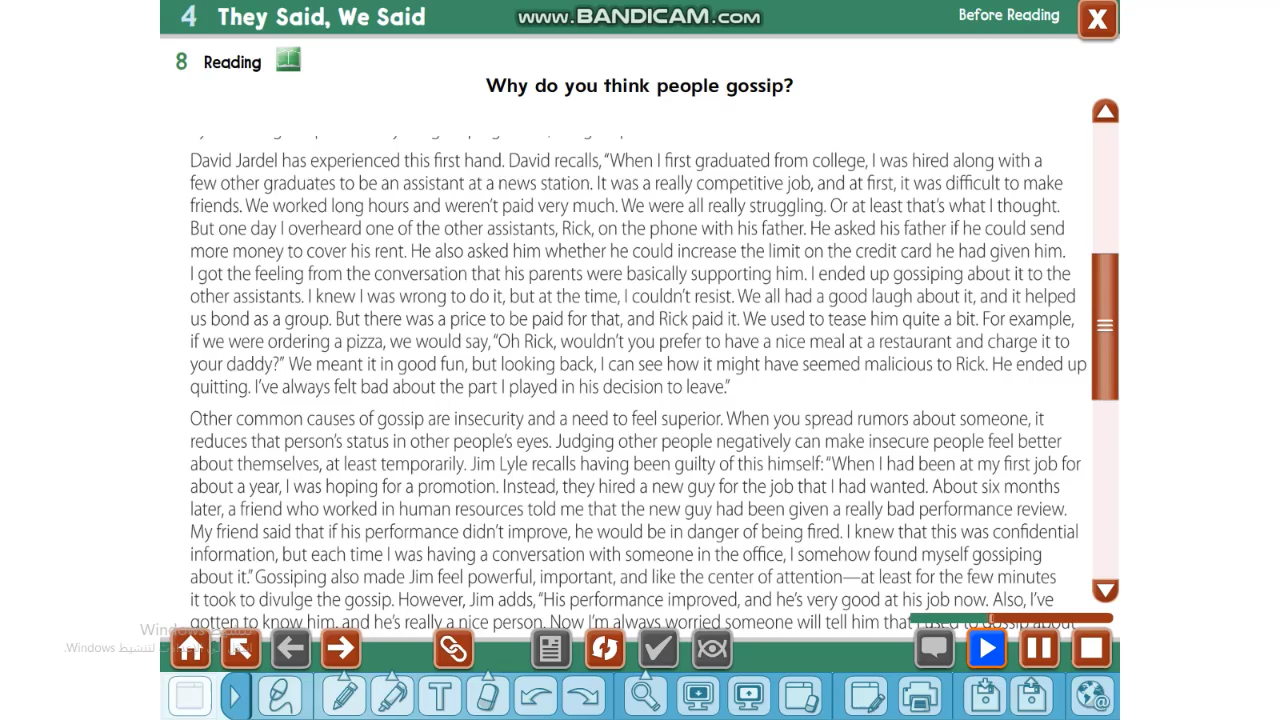 4 They Said, We Said
www.BANDICAM.com
Before Reading
X
8 Reading
Why do you think people gossip?
David Jardel has experienced this first hand. David recalls, “When I first graduated from college, I was hired along with a
few other graduates to be an assistant at a news station. It was a really competitive job, and at first, it was difficult to make
friends. We worked long hours and weren’t paid very much. We were all really struggling. Or at least that’s what I thought.
But one day I overheard one of the other assistants, Rick, on the phone with his father. He asked his father if he could send
more money to cover his rent. He also asked him whether he could increase the limit on the credit card he had given him.
I got the feeling from the conversation that his parents were basically supporting him. I ended up gossiping about it to the
other assistants. I knew I was wrong to do it, but at the time, I couldn’t resist. We all had a good laugh about it, and it helped
us bond as a group. But there was a price to be paid for that, and Rick paid it. We used to tease him quite a bit. For example,
if we were ordering a pizza, we would say, “Oh Rick, wouldn’t you prefer to have a nice meal at a restaurant and charge it to
your daddy?” We meant it in good fun, but looking back, I can see how it might have seemed malicious to Rick. He ended up
quitting. I’ve always felt bad about the part I played in his decision to leave.”
Other common causes of gossip are insecurity and a need to feel superior. When you spread rumors about someone, it
reduces that person’s status in other people’s eyes. Judging other people negatively can make insecure people feel better
about themselves, at least temporarily. Jim Lyle recalls having been guilty of this himself: “When I had been at my first job for
about a year, I was hoping for a promotion. Instead, they hired a new guy for the job that I had wanted. About six months
later, a friend who worked in human resources told me that the new guy had been given a really bad performance review.
My friend said that if his performance didn’t improve, he would be in danger of being fired. I knew that this was confidential
information, but each time I was having a conversation with someone in the office, I somehow found myself gossiping
about it.” Gossiping also made Jim feel powerful, important, and like the center of attention—at least for the few minutes
it took to divulge the gossip. However, Jim adds, “His performance improved, and he’s very good at his job now. Also, I’ve
gotten to know him, and he’s really a nice person. Now I’m always worried someone will tell him that I used to gossip about
Windows
Windows.
T